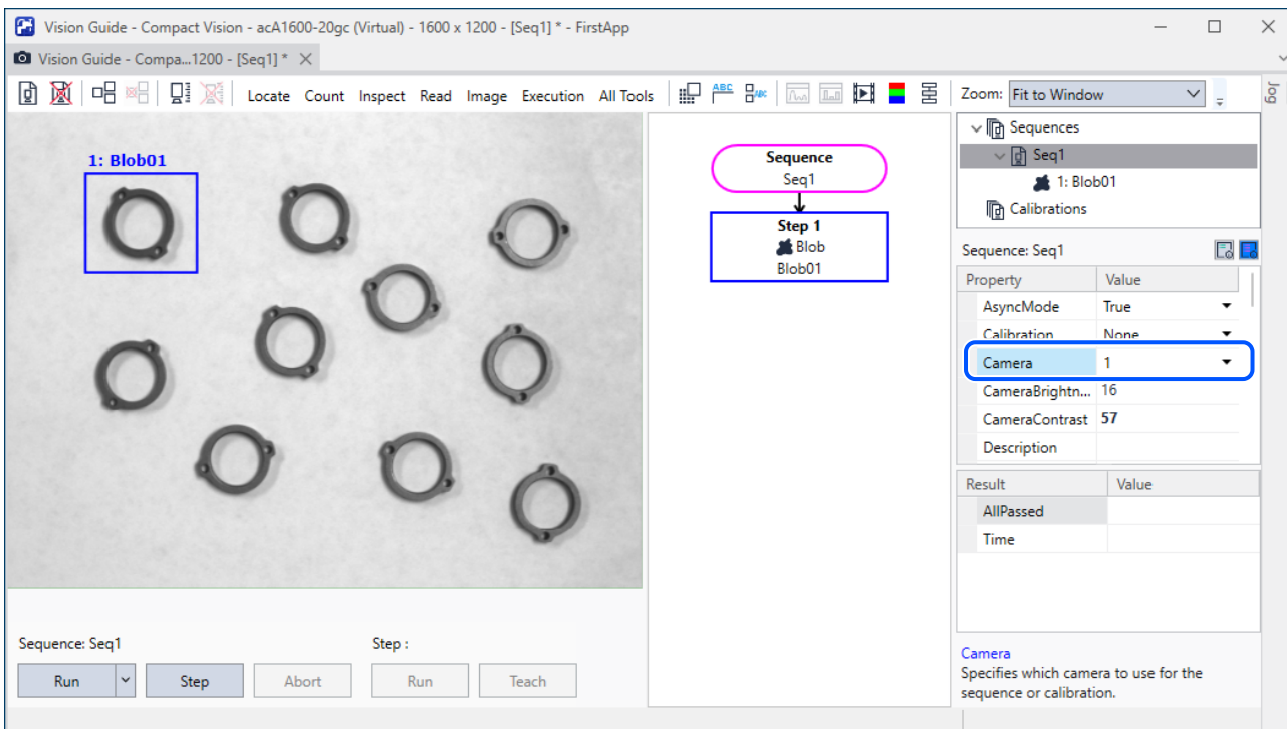 Vision Guide - Compact Vision - acA1600-20gc (Virtual) - 1600 x 1200 - [Seq1] * - FirstApp
Vision Guide - Compa...1200 - [Seq1] *
Locate Count Inspect Read Image Execution All Tools
ABC
ABC
Zoom: Fit to Window
Jog
1: Blob01
Sequence
Seq1
Step 1
Blob
Blob01
Sequences
Seq1
1: Blob01
Calibrations
Sequence: Seq1
Property Value
AsyncMode True
Calibration None
Camera 1
CameraBrightn... 16
CameraContrast 57
Description
Result Value
AllPassed
Time
Sequence: Seq1 Step :
Run Step Abort Run Teach
Camera
Specifies which camera to use for the
sequence or calibration.